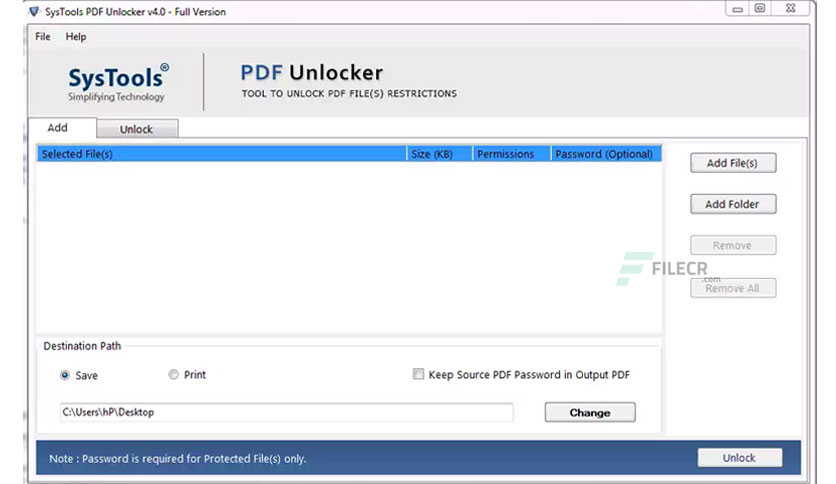 SysTools PDF Unlocker v4.0 - Full Version
File Help
SysTools®
Simplifying Technology
PDF Unlocker
TOOL TO UNLOCK PDF FILE(S) RESTRICTIONS
Add Unlock
Selected File(s) Size (KB) Permissions Password (Optional)
Add File(s)
Add Folder
Remove
FILECR
.com
Remove All
Destination Path
Save Print Keep Source PDF Password in Output PDF
C:\Users\hP\Desktop Change
Note : Password is required for Protected File(s) only. Unlock